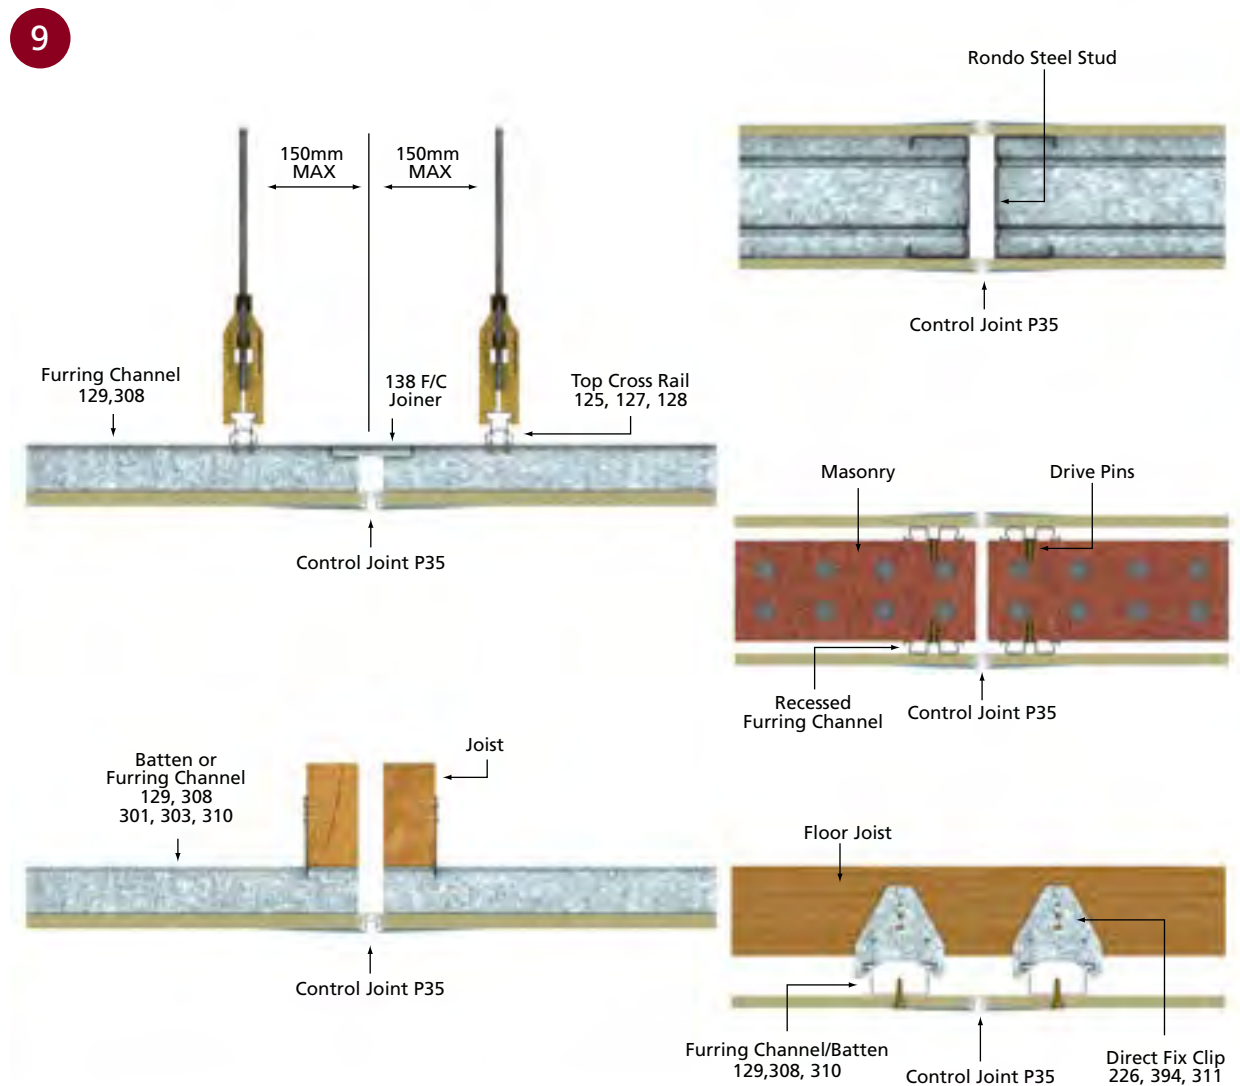 9
150mm
MAX
150mm
MAX
Furring Channel
129,308
138 F/C
Joiner
Top Cross Rail
125, 127, 128
Control Joint P35
Rondo Steel Stud
Control Joint P35
Masonry
Drive Pins
Recessed
Furring Channel
Control Joint P35
Batten or
Furring Channel
129, 308
301, 303, 310
Joist
Control Joint P35
Floor Joist
Furring Channel/Batten
129,308, 310
Control Joint P35
Direct Fix Clip
226, 394, 311